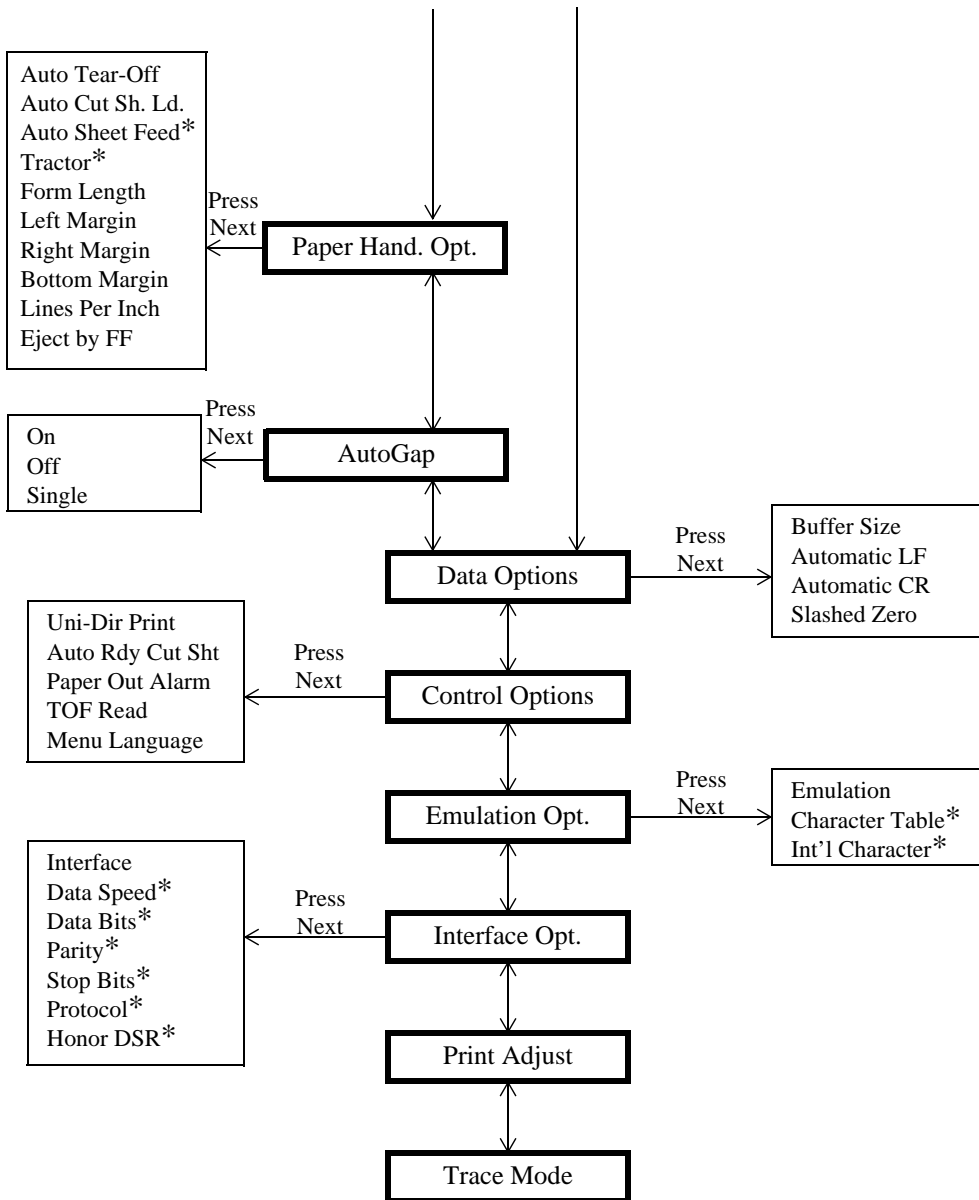 Auto Tear-Off
Auto Cut Sh. Ld.
Auto Sheet Feed*
Tractor*
Form Length
Left Margin
Right Margin
Bottom Margin
Lines Per Inch
Eject by FF
Press
Next
Paper Hand. Opt.
On
Off
Single
Press
Next
AutoGap
Data Options
Press
Next
Buffer Size
Automatic LF
Automatic CR
Slashed Zero
Uni-Dir Print
Auto Rdy Cut Sht
Paper Out Alarm
TOF Read
Menu Language
Press
Next
Control Options
Emulation Opt.
Press
Next
Emulation
Character Table*
Int’l Character*
Interface
Data Speed*
Data Bits*
Parity*
Stop Bits*
Protocol*
Honor DSR*
Press
Next
Interface Opt.
Print Adjust
Trace Mode